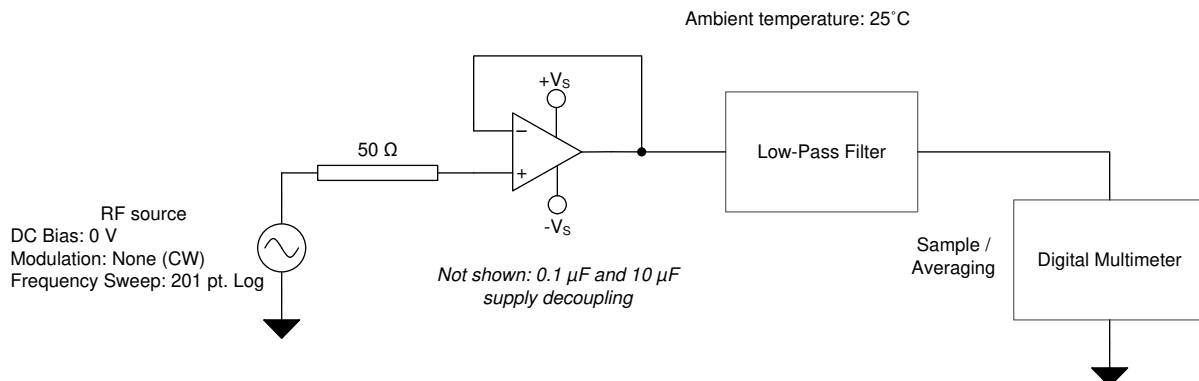 Ambient temperature: 25˚C
+VS
50 Ω
−
+
Low-Pass Filter
-VS
RF source
DC Bias: 0 V
Modulation: None (CW)
Frequency Sweep: 201 pt. Log
Not shown: 0.1 µF and 10 µF
supply decoupling
Sample /
Averaging
Digital Multimeter